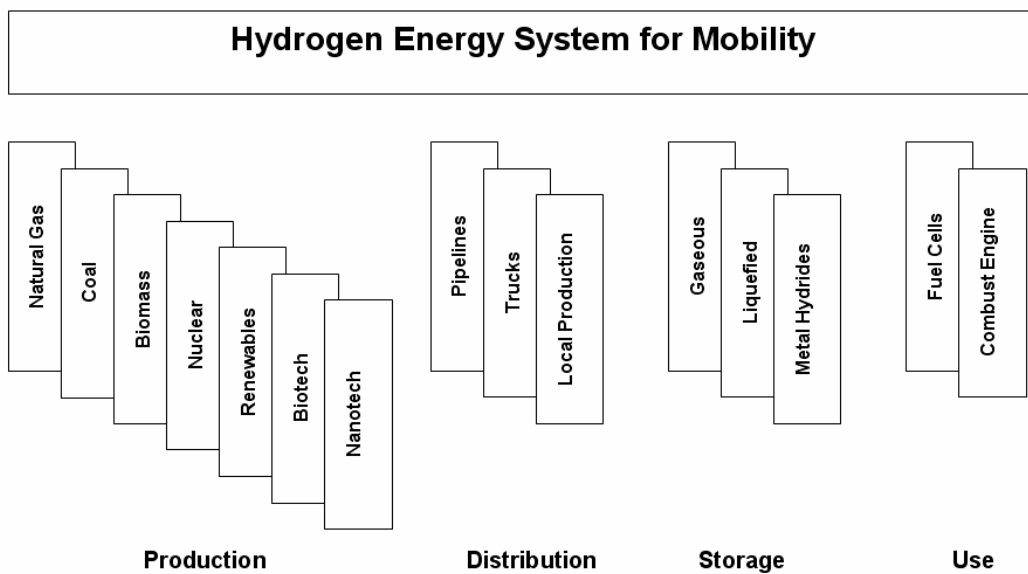 Hydrogen Energy System for Mobility
Natural Gas
Coal
Biomass
Nuclear
Renewables
Biotech
Nanotech
Pipelines
Trucks
Local Production
Gaseous
Liquefied
Metal Hydrides
Fuel Cells
Combust Engine
Production
Distribution
Storage
Use